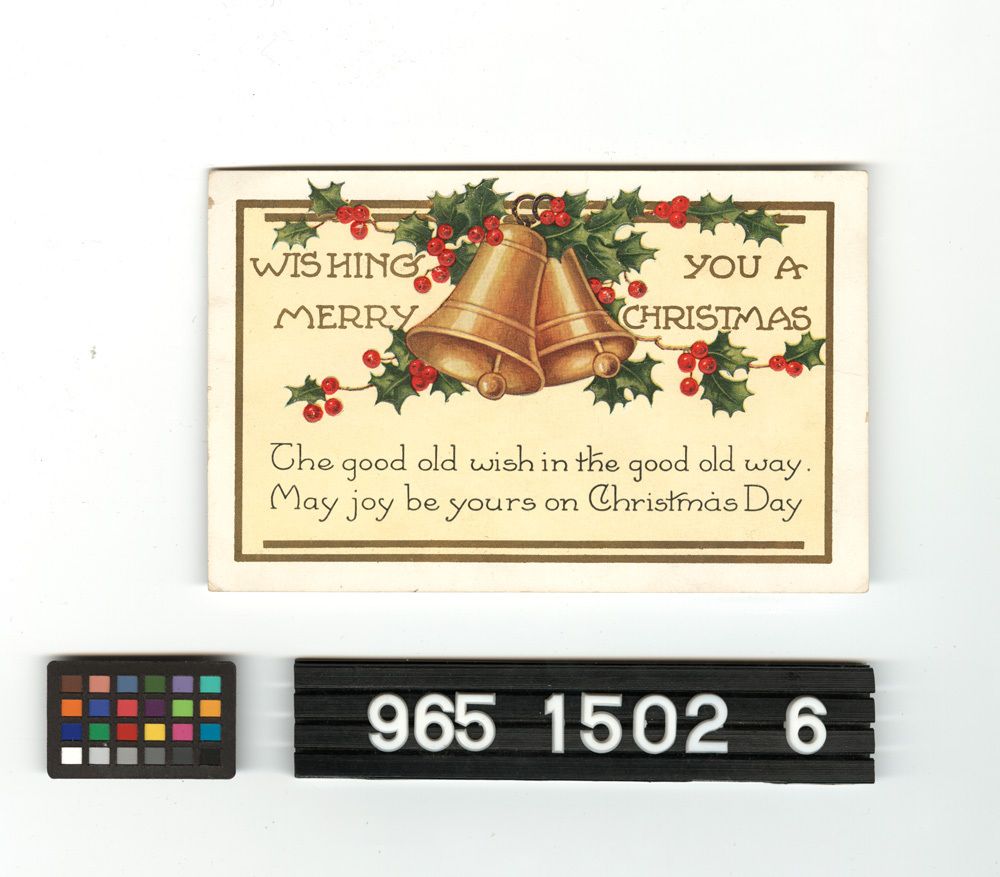 WISHING YOU A
MERRY CHRISTMAS
The good old wish in the good old way.
May joy be yours on Christmas Day
965 1502 6